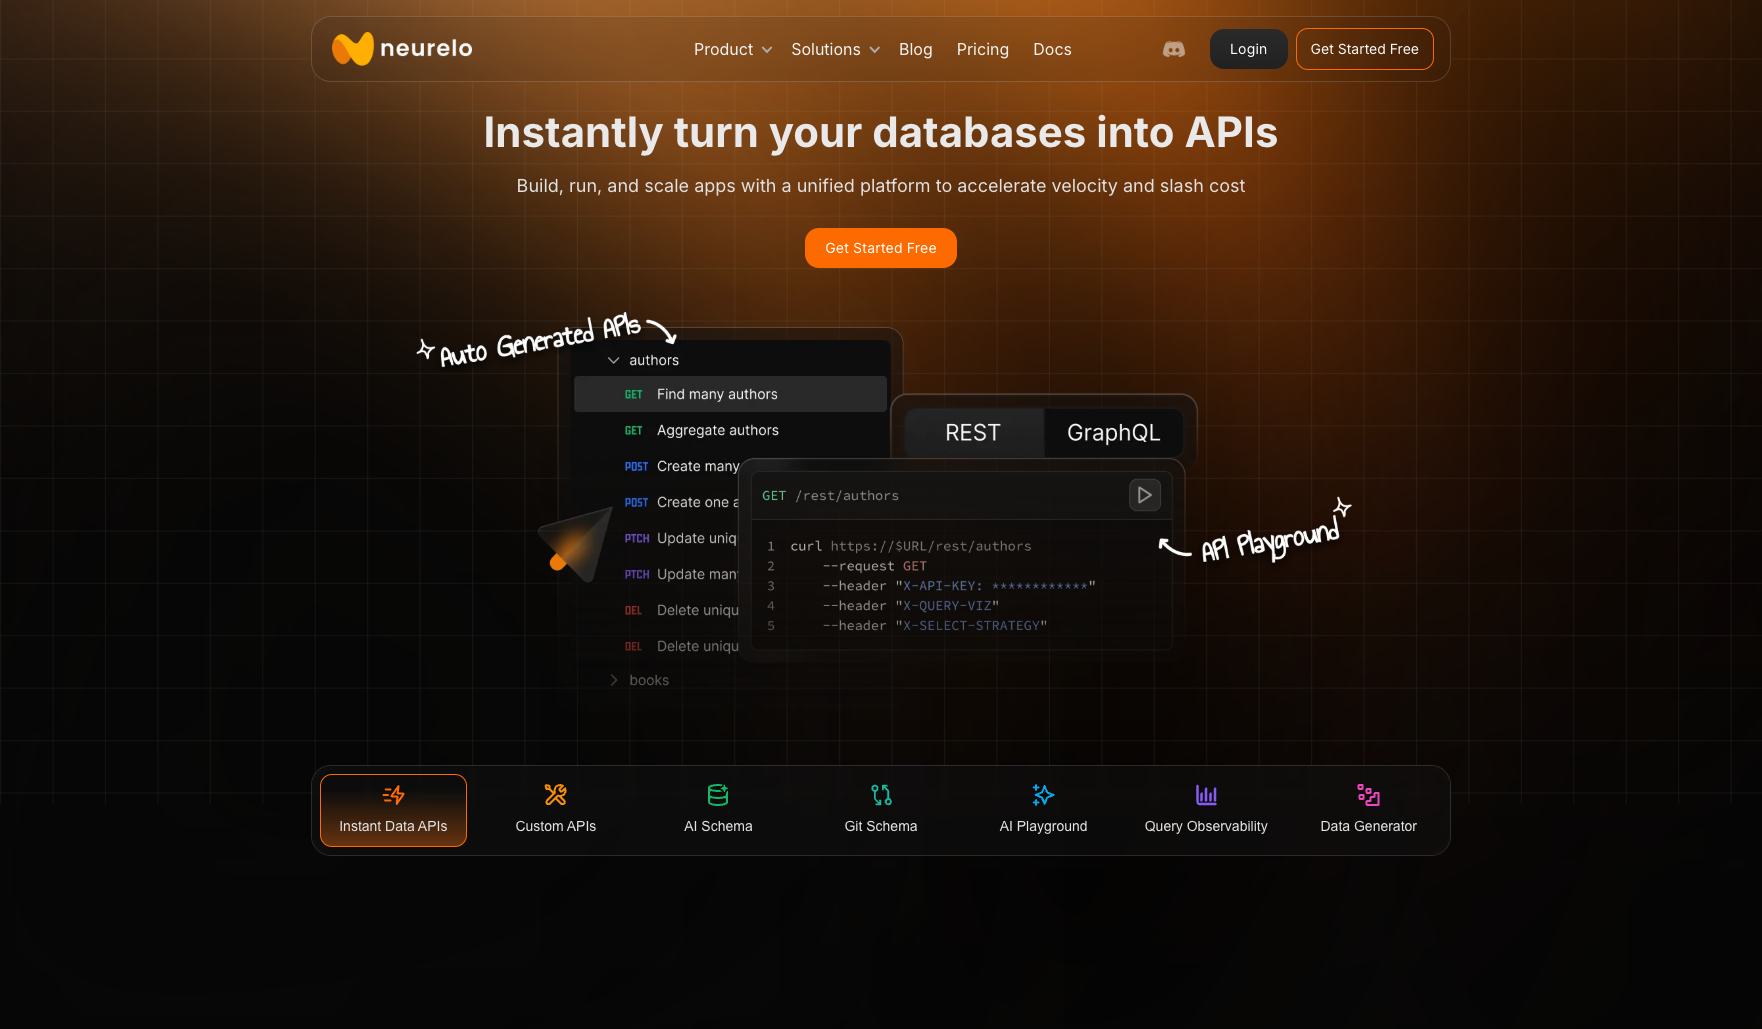 neurelo
Product Solutions Blog Pricing Docs
Login
Get Started Free
Instantly turn your databases into APIs
Build, run, and scale apps with a unified platform to accelerate velocity and slash cost
Get Started Free
Auto Generated APIs
authors
GET Find many authors
GET Aggregate authors
POST Create many
POST Create one a
PTCH Update uniq
PTCH Update man
DEL Delete uniqu
DEL Delete uniqu
books
REST GraphQL
GET /rest/authors
1 curl https://$URL/rest/authors
2 --request GET
3 --header "X-API-KEY: ************"
4 --header "X-QUERY-VIZ"
5 --header "X-SELECT-STRATEGY"
API Playground
Instant Data APIs
Custom APIs
AI Schema
Git Schema
AI Playground
Query Observability
Data Generator